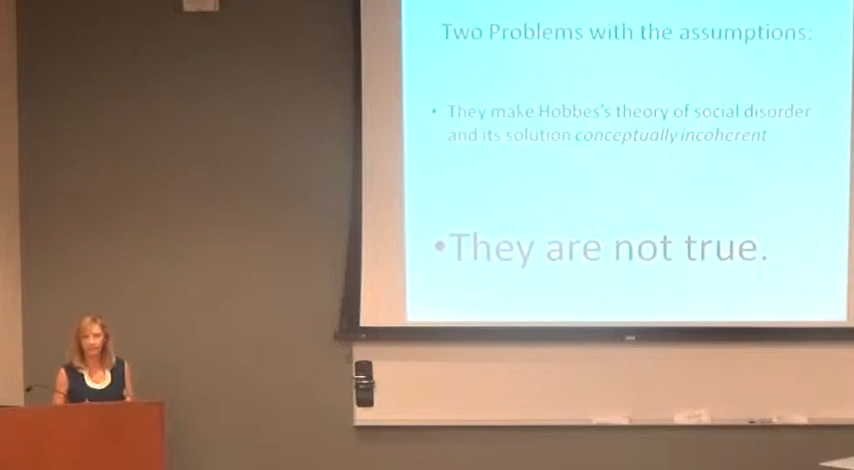 Two Problems with the assumptions:
• They make Hobbes's theory of social disorder
and its solution conceptually incoherent
•They are not true.